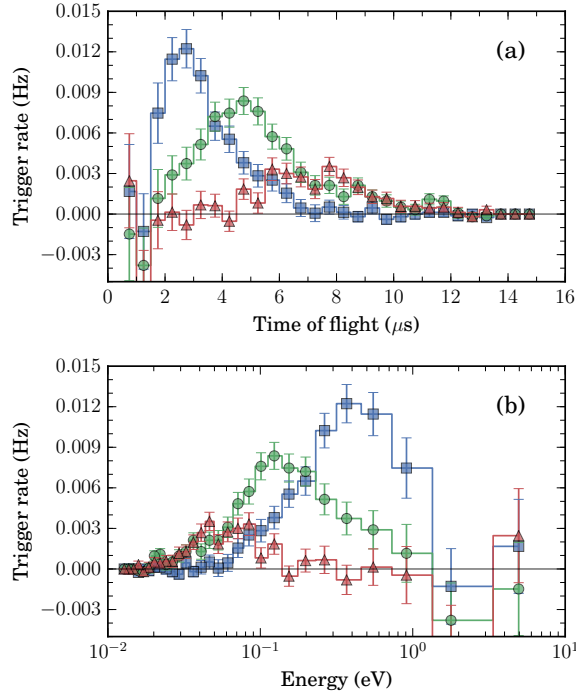 0.015
0.012
0.009
0.006
0.003
0.000
−0.003
Trigger rate (Hz)
(a)
0 2 4 6 8 10 12 14 16
Time of flight (μs)
0.015
0.012
0.009
0.006
0.003
0.000
−0.003
Trigger rate (Hz)
(b)
10⁻² 10⁻¹ 10⁰ 10¹
Energy (eV)